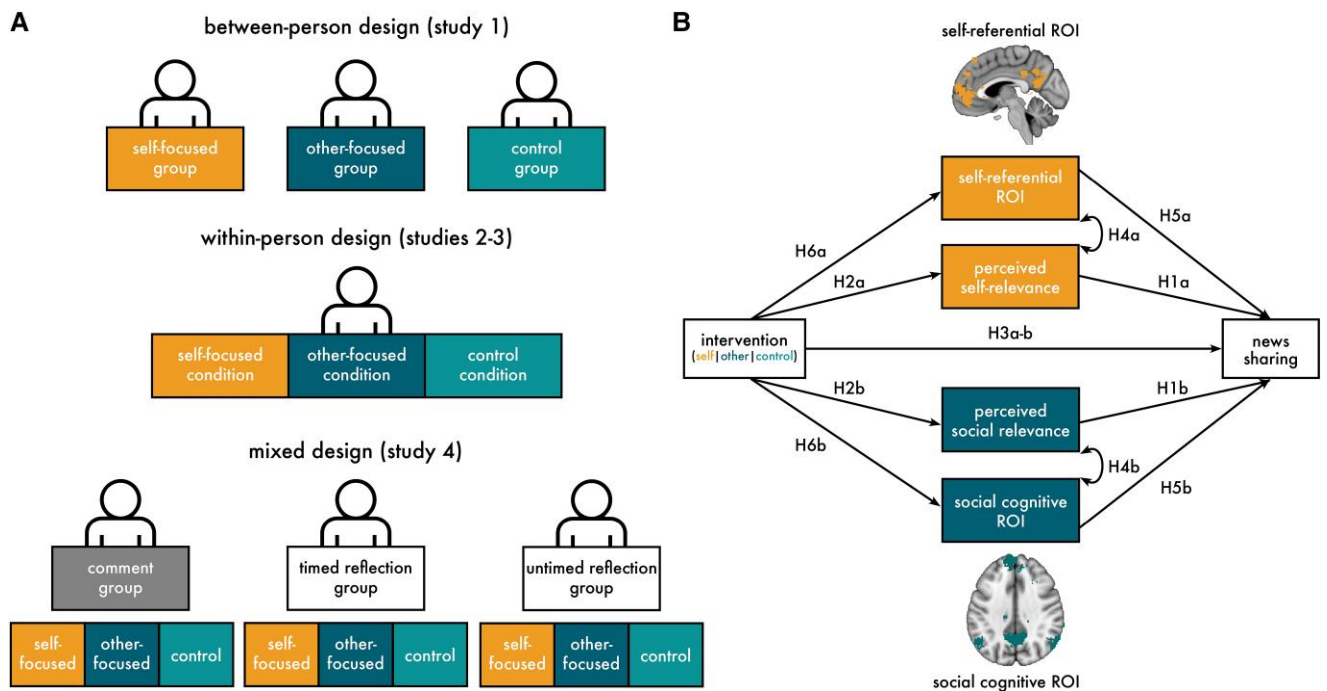 A
between-person design (study 1)
self-focused
group
other-focused
group
control
group
within-person design (studies 2-3)
self-focused
condition
other-focused
condition
control
condition
mixed design (study 4)
comment
group
timed reflection
group
untimed reflection
group
self-
focused
other-
focused
control
self-
focused
other-
focused
control
self-
focused
other-
focused
control
B
self-referential ROI
self-referential
ROI
H5a
H4a
H6a
perceived
self-relevance
H2a
H1a
intervention
(self|other|control)
H3a-b
news
sharing
H2b
perceived
social relevance
H1b
H6b
H4b
social cognitive
ROI
H5b
social cognitive ROI